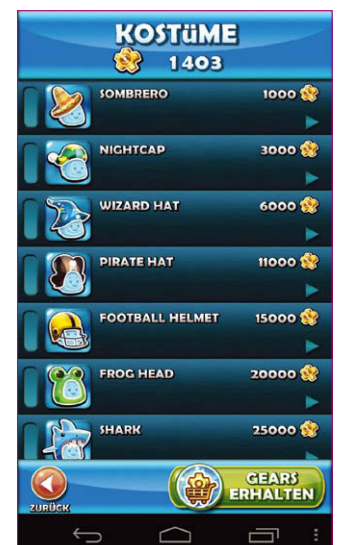 KOSTüME
1403
SOMBRERO 1000
NIGHTCAP 3000
WIZARD HAT 6000
PIRATE HAT 11000
FOOTBALL HELMET 15000
FROG HEAD 20000
SHARK 25000
ZURÜCK
GEARS
ERHALTEN